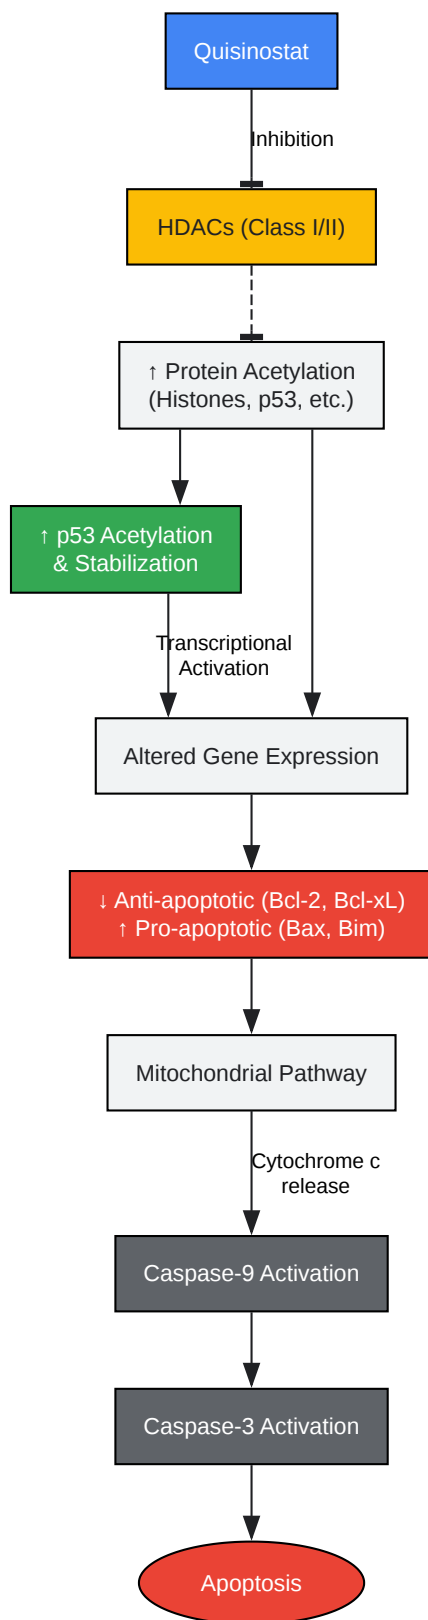 Quisinostat
Inhibition
HDACs (Class I/II)
↑ Protein Acetylation
(Histones, p53, etc.)
↑ p53 Acetylation
& Stabilization
Transcriptional
Activation
Altered Gene Expression
↓ Anti-apoptotic (Bcl-2, Bcl-xL)
↑ Pro-apoptotic (Bax, Bim)
Mitochondrial Pathway
Cytochrome c
release
Caspase-9 Activation
Caspase-3 Activation
Apoptosis